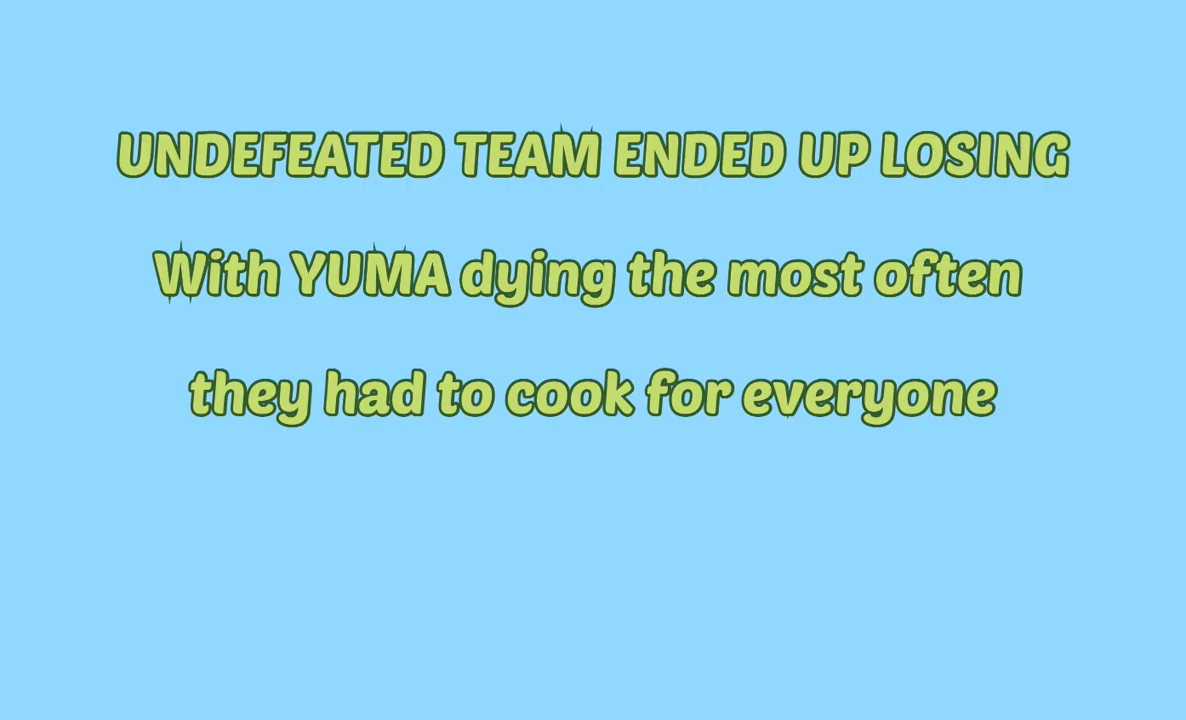 UNDEFEATED TEAM ENDED UP LOSING
With YUMA dying the most often
they had to cook for everyone